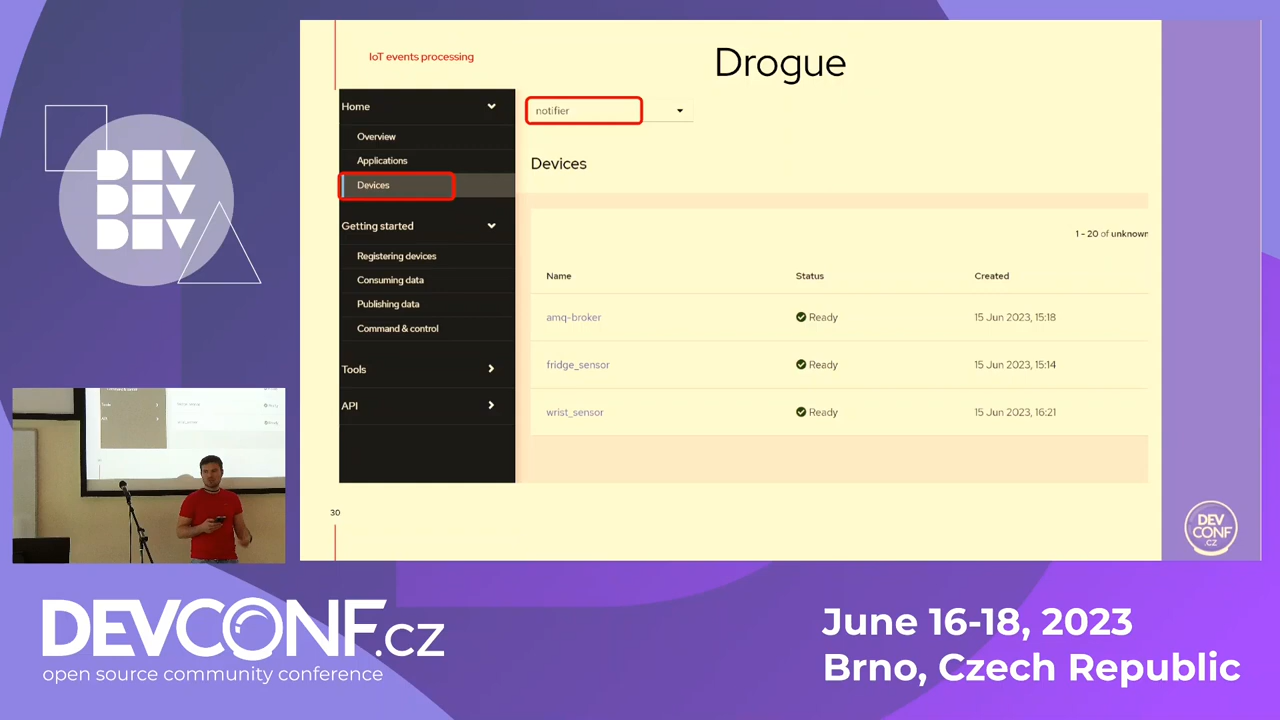 IoT events processing
Drogue
Home
Overview
Applications
Devices
Getting started
Registering devices
Consuming data
Publishing data
Command & control
Tools
API
notifier
Devices
1 - 20 of unknown
Name Status Created
amq-broker Ready 15 Jun 2023, 15:18
fridge_sensor Ready 15 Jun 2023, 15:14
wrist_sensor Ready 15 Jun 2023, 16:21
30
DEV
CONF
.CZ
DEV
DEV
DEV
DEVCONF.cz
open source community conference
June 16-18, 2023
Brno, Czech Republic